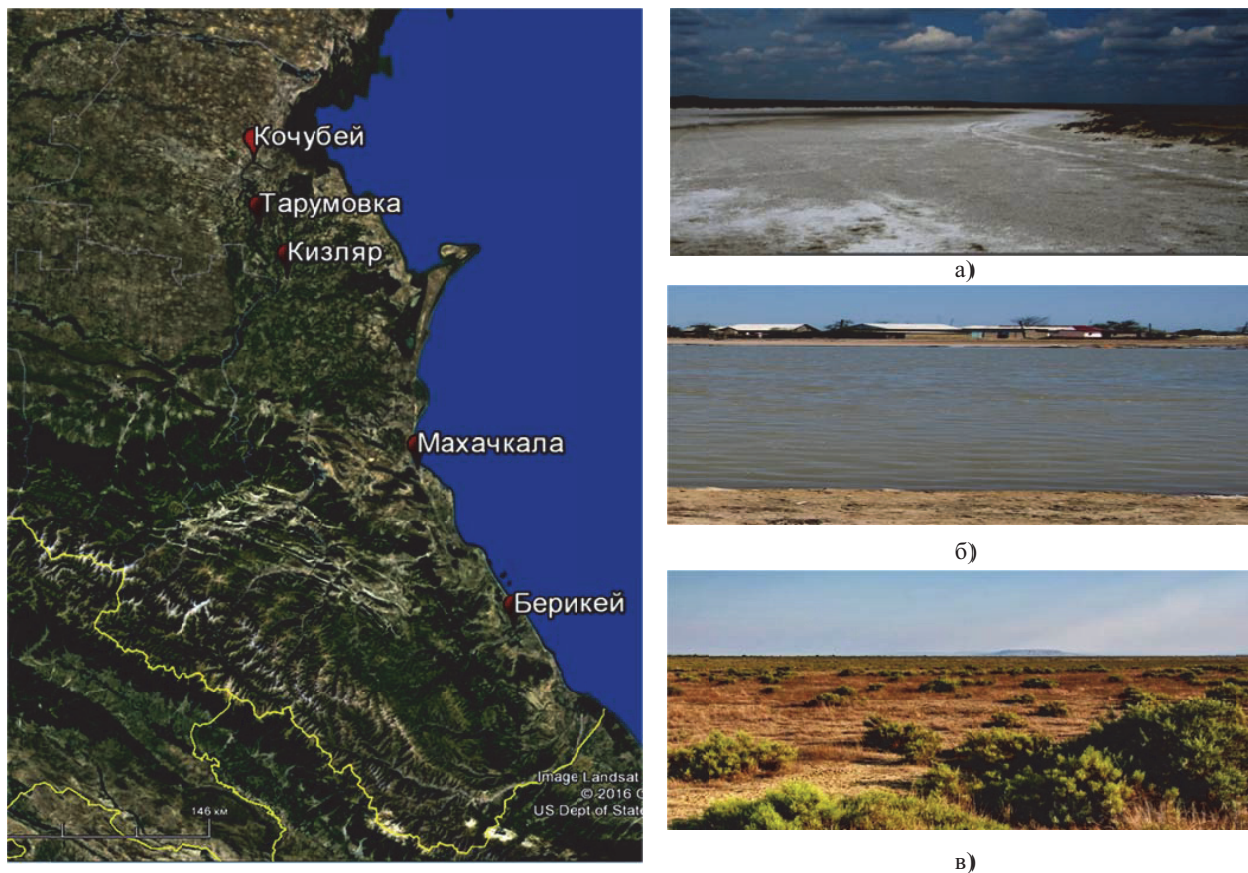 Кочубей
Тарумовка
Кизляр
Махачкала
Берикей
Image Landsat
© 2016 G
US Dept of State
146 км
а)
б)
в)